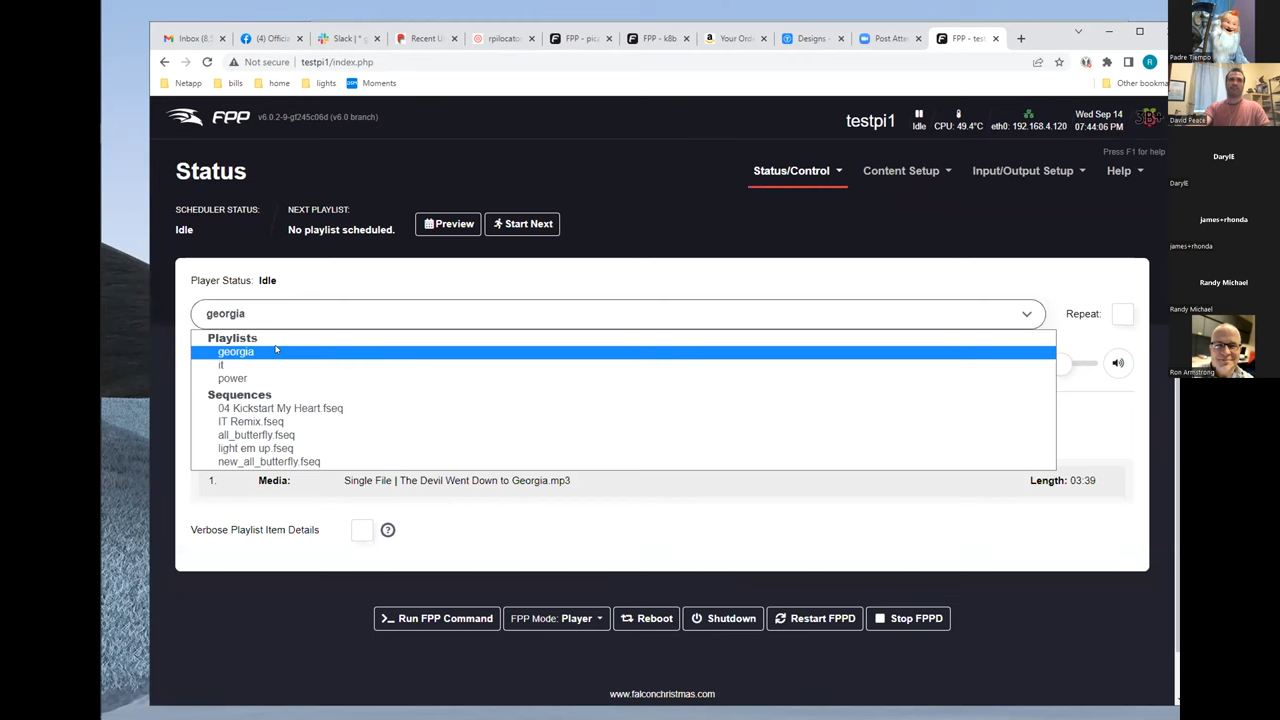 Inbox (8,5
(4) Officia
Slack | * g
Recent U
rpilocato
FPP - pic
FPP - k8b
Your Ord
Designs -
Post Atte
FPP - test
Not secure | testpi1/index.php
Netapp
bills
home
lights
Moments
Other bookma
FPP
v6.0.2-9-gf245c06d (v6.0 branch)
testpi1
Idle
CPU: 49.4°C
eth0: 192.168.4.120
Wed Sep 14
07:44:06 PM
3B+
Press F1 for help
Status
Status/Control
Content Setup
Input/Output Setup
Help
SCHEDULER STATUS:
Idle
NEXT PLAYLIST:
No playlist scheduled.
Preview
Start Next
Player Status: Idle
georgia
Repeat:
Playlists
georgia
it
power
Sequences
04 Kickstart My Heart.fseq
IT Remix.fseq
all_butterfly.fseq
light em up.fseq
new_all_butterfly.fseq
1. Media: Single File | The Devil Went Down to Georgia.mp3 Length: 03:39
Verbose Playlist Item Details
Run FPP Command
FPP Mode: Player
Reboot
Shutdown
Restart FPPD
Stop FPPD
www.falconchristmas.com
Padre Tiempo
David Peace
DarylE
DarylE
james+rhonda
james+rhonda
Randy Michael
Randy Michael
Ron Armstrong